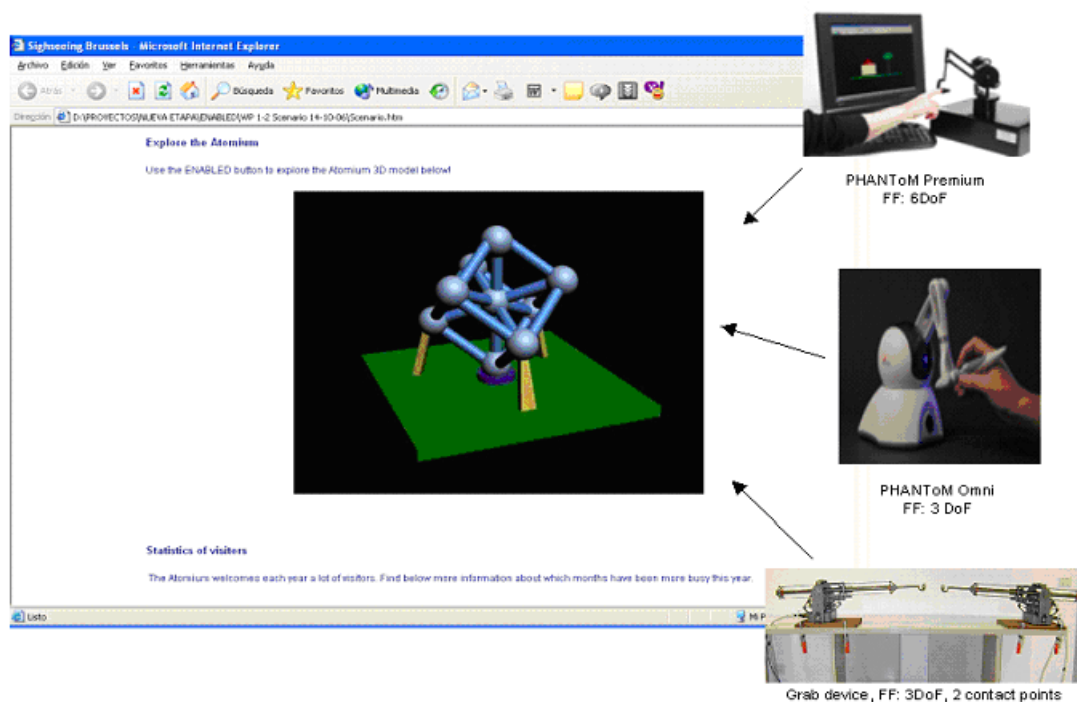 Sighseeing Brussels - Microsoft Internet Explorer
Archivo Edición Ver Favoritos Herramientas Ayuda
Atrás Búsqueda Favoritos Multimedia
Dirección D:\PROYECTOS\NUEVA ETAPA\ENABLED\WP 1-2 Scenario 14-10-06\Scenario.htm
Explore the Atomium
Use the ENABLED button to explore the Atomium 3D model below!
PHANToM Premium
FF: 6DoF
PHANToM Omni
FF: 3 DoF
Statistics of visitors
The Atomium welcomes each year a lot of visitors. Find below more information about which months have been more busy this year.
Listo
Mi P
Grab device, FF: 3DoF, 2 contact points